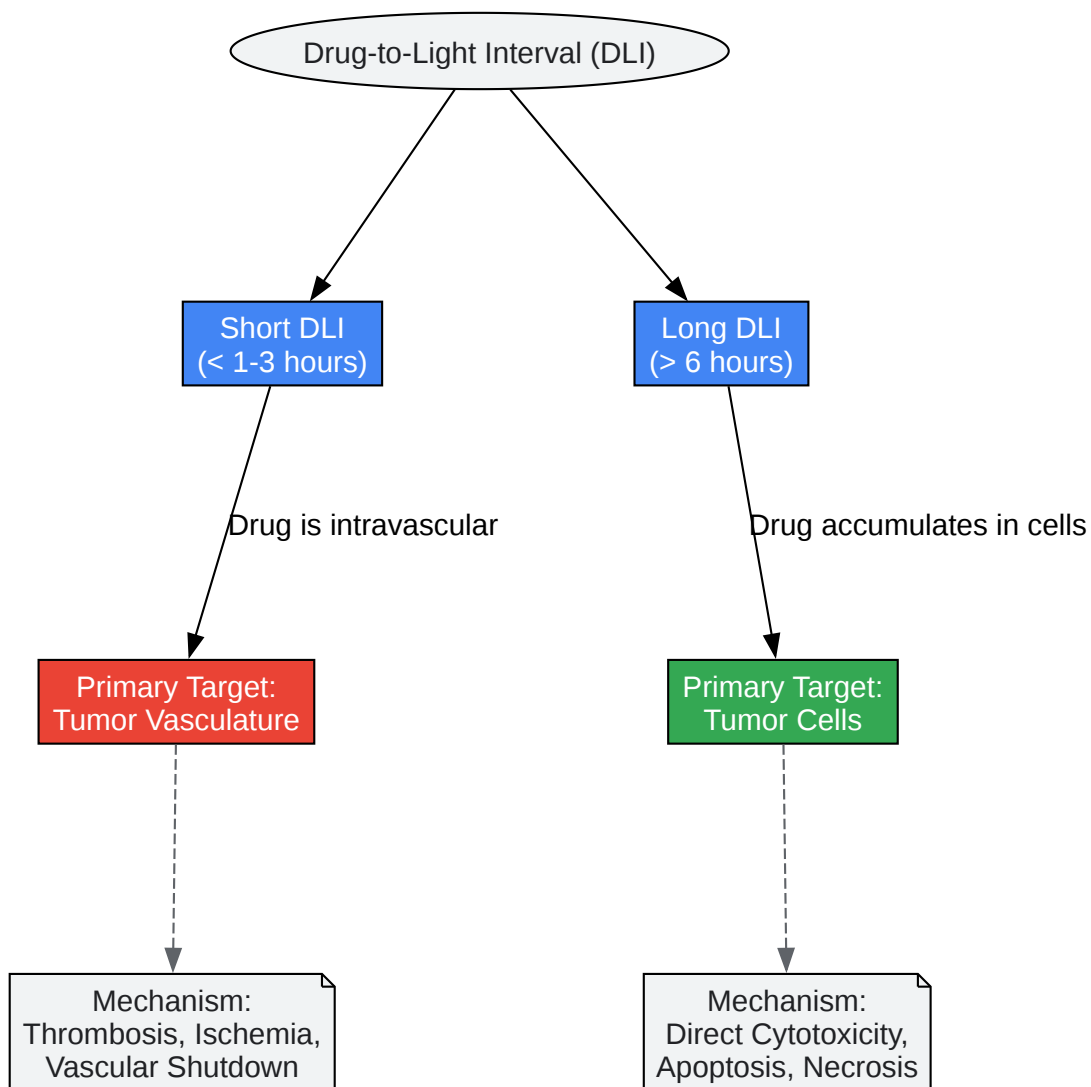 Drug-to-Light Interval (DLI)
Short DLI
(< 1-3 hours)
Long DLI
(> 6 hours)
Drug is intravascular
Drug accumulates in cells
Primary Target:
Tumor Vasculature
Primary Target:
Tumor Cells
Mechanism:
Thrombosis, Ischemia,
Vascular Shutdown
Mechanism:
Direct Cytotoxicity,
Apoptosis, Necrosis